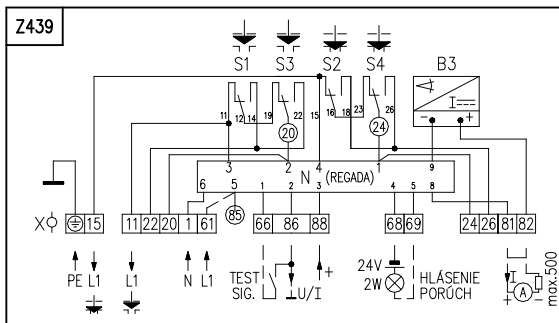 Z439
S1 S3 S2 S4 B3
I
− +
11 12 14 19 22 15 16 18 23 26
20 24
3 2 4 1 9
N (REGADA)
6 5 1 2 3 4 5 8
85
X 15 11 22 20 1 61 66 86 88 68 69 24 26 81 82
PE L1 L1 N L1
TEST
SIG.
U/I
+
24V
2W
HLÁSENIE
PORÚCH
I
+ − A
max.500